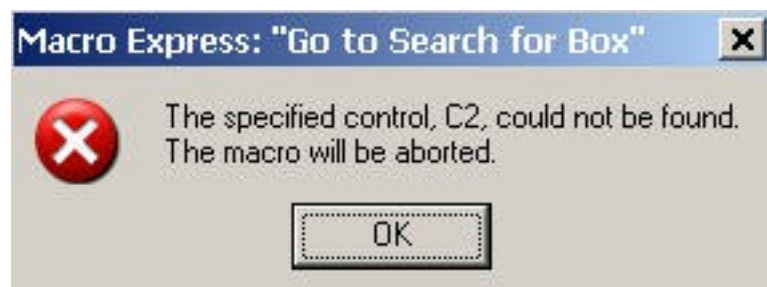 Macro Express: "Go to Search for Box"
The specified control, C2, could not be found.
The macro will be aborted.
OK